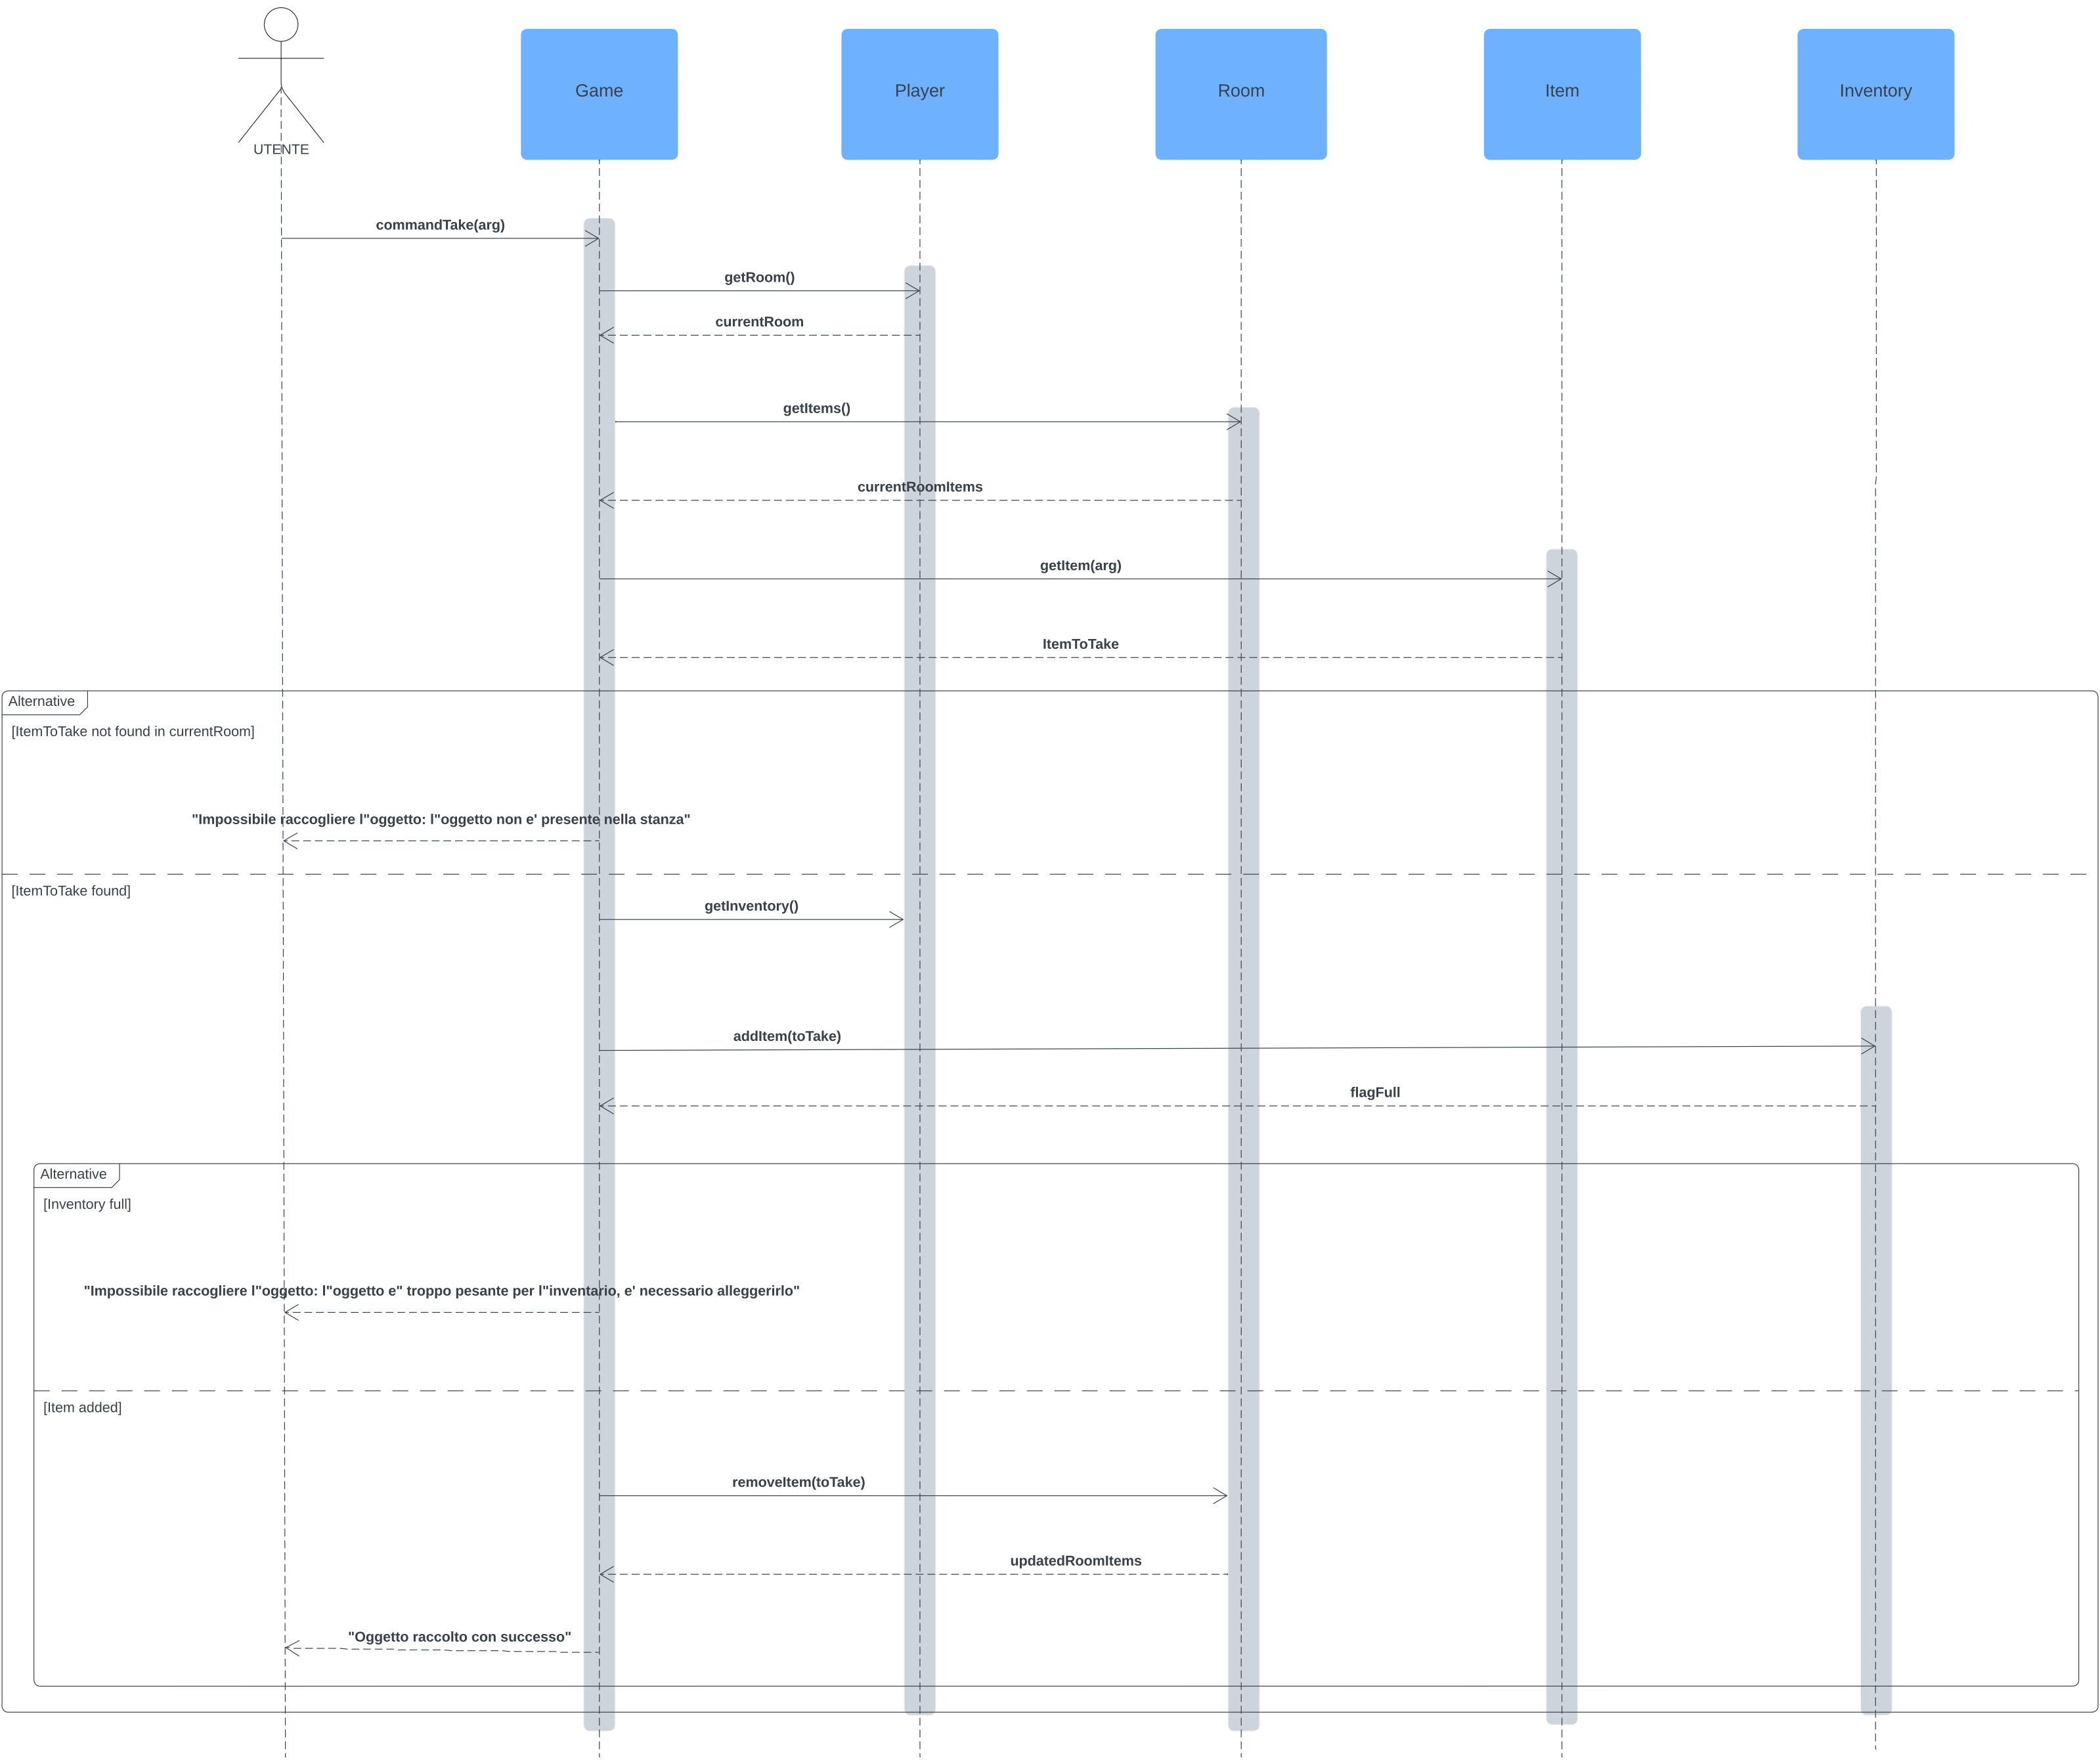 UTENTE
Game
Player
Room
Item
Inventory
commandTake(arg)
getRoom()
currentRoom
getItems()
currentRoomItems
getItem(arg)
ItemToTake
Alternative
[ItemToTake not found in currentRoom]
"Impossibile raccogliere l"oggetto: l"oggetto non e' presente nella stanza"
[ItemToTake found]
getInventory()
addItem(toTake)
flagFull
Alternative
[Inventory full]
"Impossibile raccogliere l"oggetto: l"oggetto e" troppo pesante per l"inventario, e' necessario alleggerirlo"
[Item added]
removeItem(toTake)
updatedRoomItems
"Oggetto raccolto con successo"